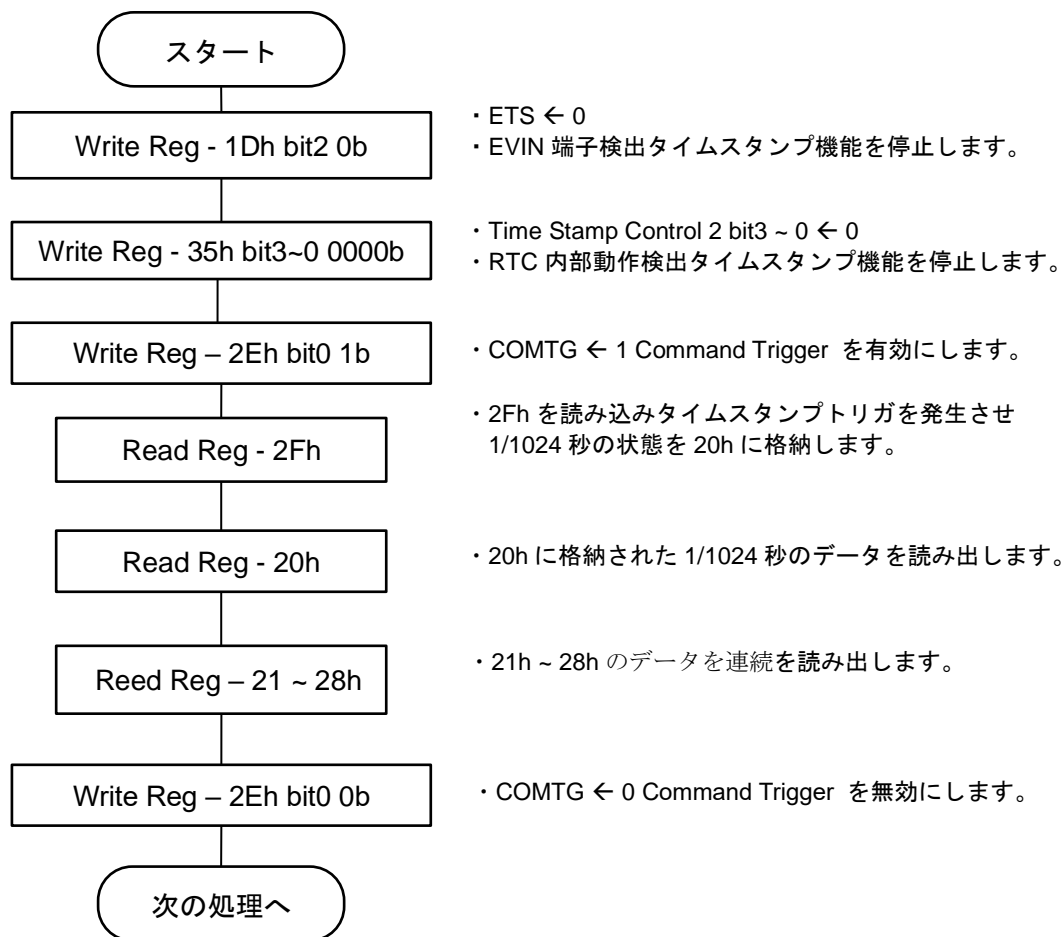 スタート
Write Reg - 1Dh bit2 0b
・ETS ← 0
・EVIN 端子検出タイムスタンプ機能を停止します。
Write Reg - 35h bit3~0 0000b
・Time Stamp Control 2 bit3 ~ 0 ← 0
・RTC 内部動作検出タイムスタンプ機能を停止します。
Write Reg – 2Eh bit0 1b
・COMTG ← 1 Command Trigger を有効にします。
Read Reg - 2Fh
・2Fh を読み込みタイムスタンプトリガを発生させ
1/1024 秒の状態を 20h に格納します。
Read Reg - 20h
・20h に格納された 1/1024 秒のデータを読み出します。
Reed Reg – 21 ~ 28h
・21h ~ 28h のデータを連続を読み出します。
Write Reg – 2Eh bit0 0b
・COMTG ← 0 Command Trigger を無効にします。
次の処理へ